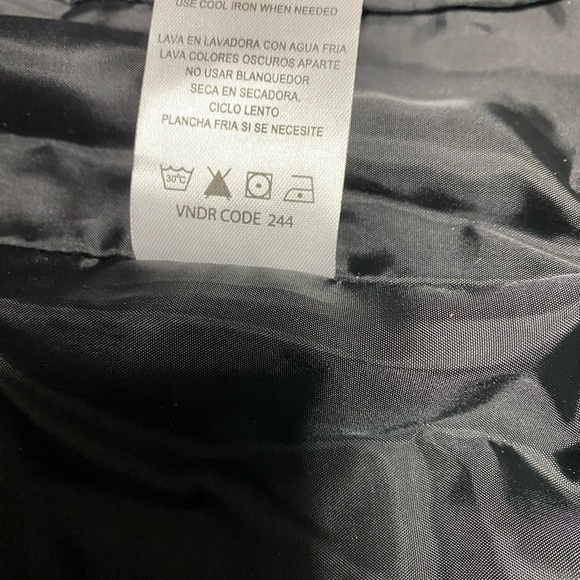 USE COOL IRON WHEN NEEDED
LAVA EN LAVADORA CON AGUA FRIA
LAVA COLORES OSCUROS APARTE
NO USAR BLANQUEDOR
SECA EN SECADORA,
CICLO LENTO
PLANCHA FRIA SI SE NECESITE
30°C
VNDR CODE 244